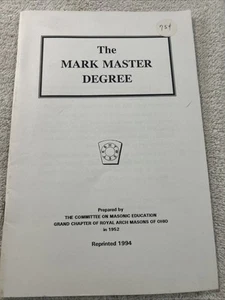 The
MARK MASTER
DEGREE
Prepared by
THE COMMITTEE ON MASONIC EDUCATION
GRAND CHAPTER OF ROYAL ARCH MASONS OF OHIO
in 1952
Reprinted 1994